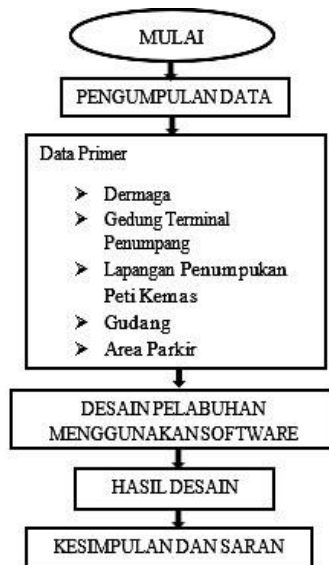 MULAI
PENGUMPULAN DATA
Data Primer
➢ Dermaga
➢ Gedung Terminal
Penumpang
➢ Lapangan Penumpukan
Peti Kemas
➢ Gudang
➢ Area Parkir
DESAIN PELABUHAN
MENGGUNAKAN SOFTWARE
HASIL DESAIN
KESIMPULAN DAN SARAN